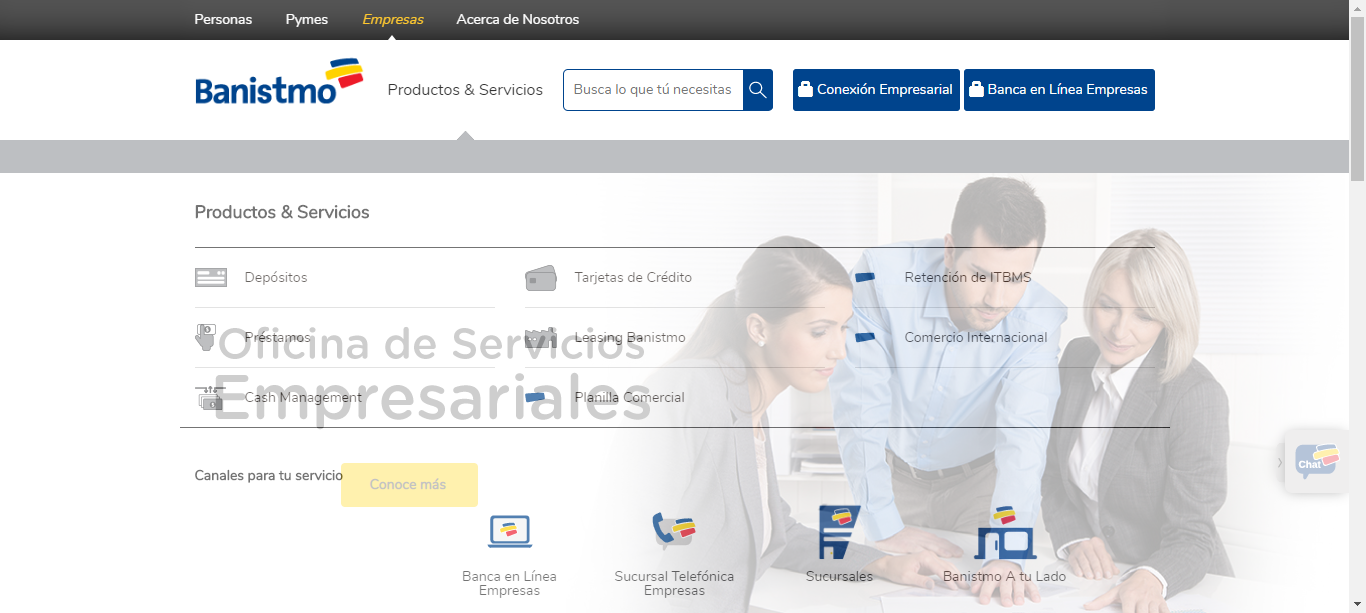 Personas Pymes Empresas Acerca de Nosotros
Banistmo
Productos & Servicios
Busca lo que tú necesitas
Conexión Empresarial
Banca en Línea Empresas
Productos & Servicios
Depósitos
Tarjetas de Crédito
Retención de ITBMS
Préstamos
Leasing Banistmo
Comercio Internacional
Cash Management
Planilla Comercial
Oficina de Servicios
Empresariales
Canales para tu servicio
Conoce más
Chat
Banca en Línea
Empresas
Sucursal Telefónica
Empresas
Sucursales
Banistmo A tu Lado